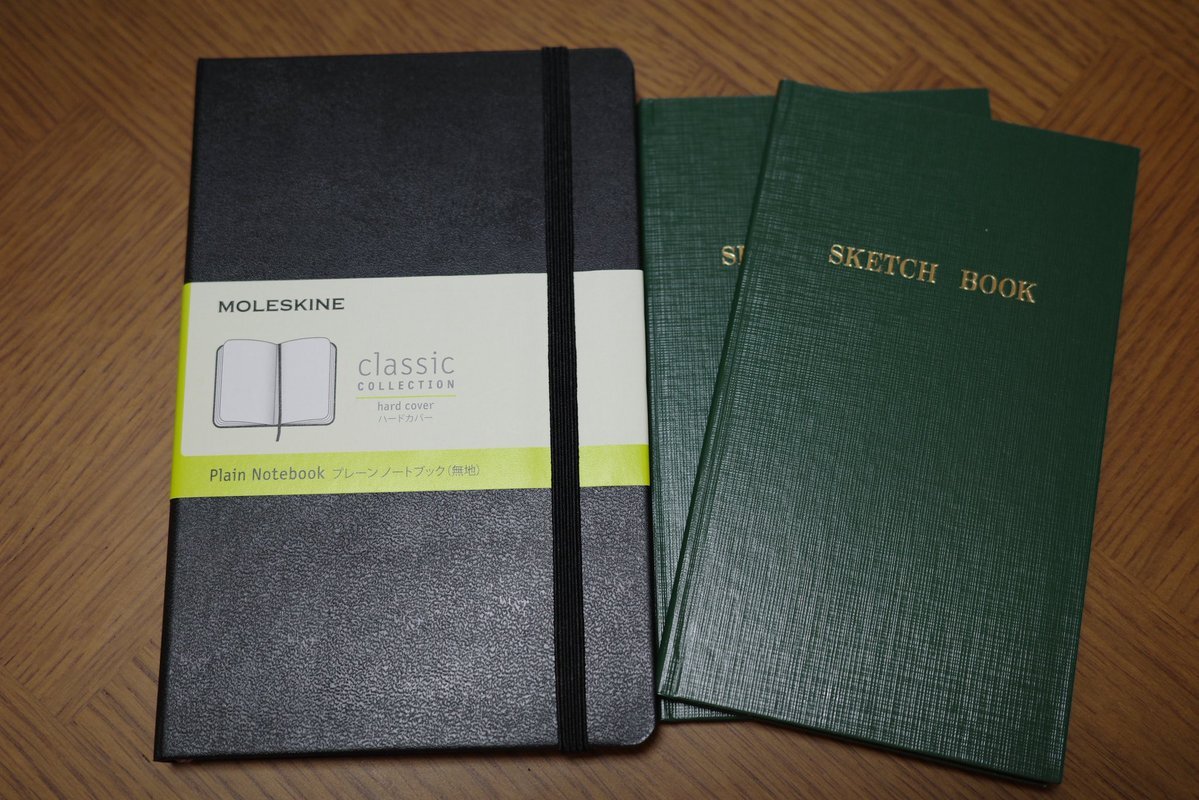 MOLESKINE
classic
COLLECTION
hard cover
ハードカバー
Plain Notebook プレーン ノートブック(無地)
SKETCH BOOK